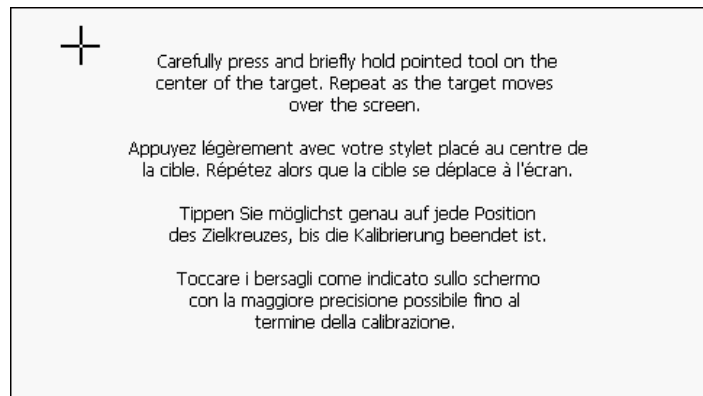 Carefully press and briefly hold pointed tool on the
center of the target. Repeat as the target moves
over the screen.
Appuyez légèrement avec votre stylet placé au centre de
la cible. Répétez alors que la cible se déplace à l'écran.
Tippen Sie möglichst genau auf jede Position
des Zielkreuzes, bis die Kalibrierung beendet ist.
Toccare i bersagli come indicato sullo schermo
con la maggiore precisione possibile fino al
termine della calibrazione.